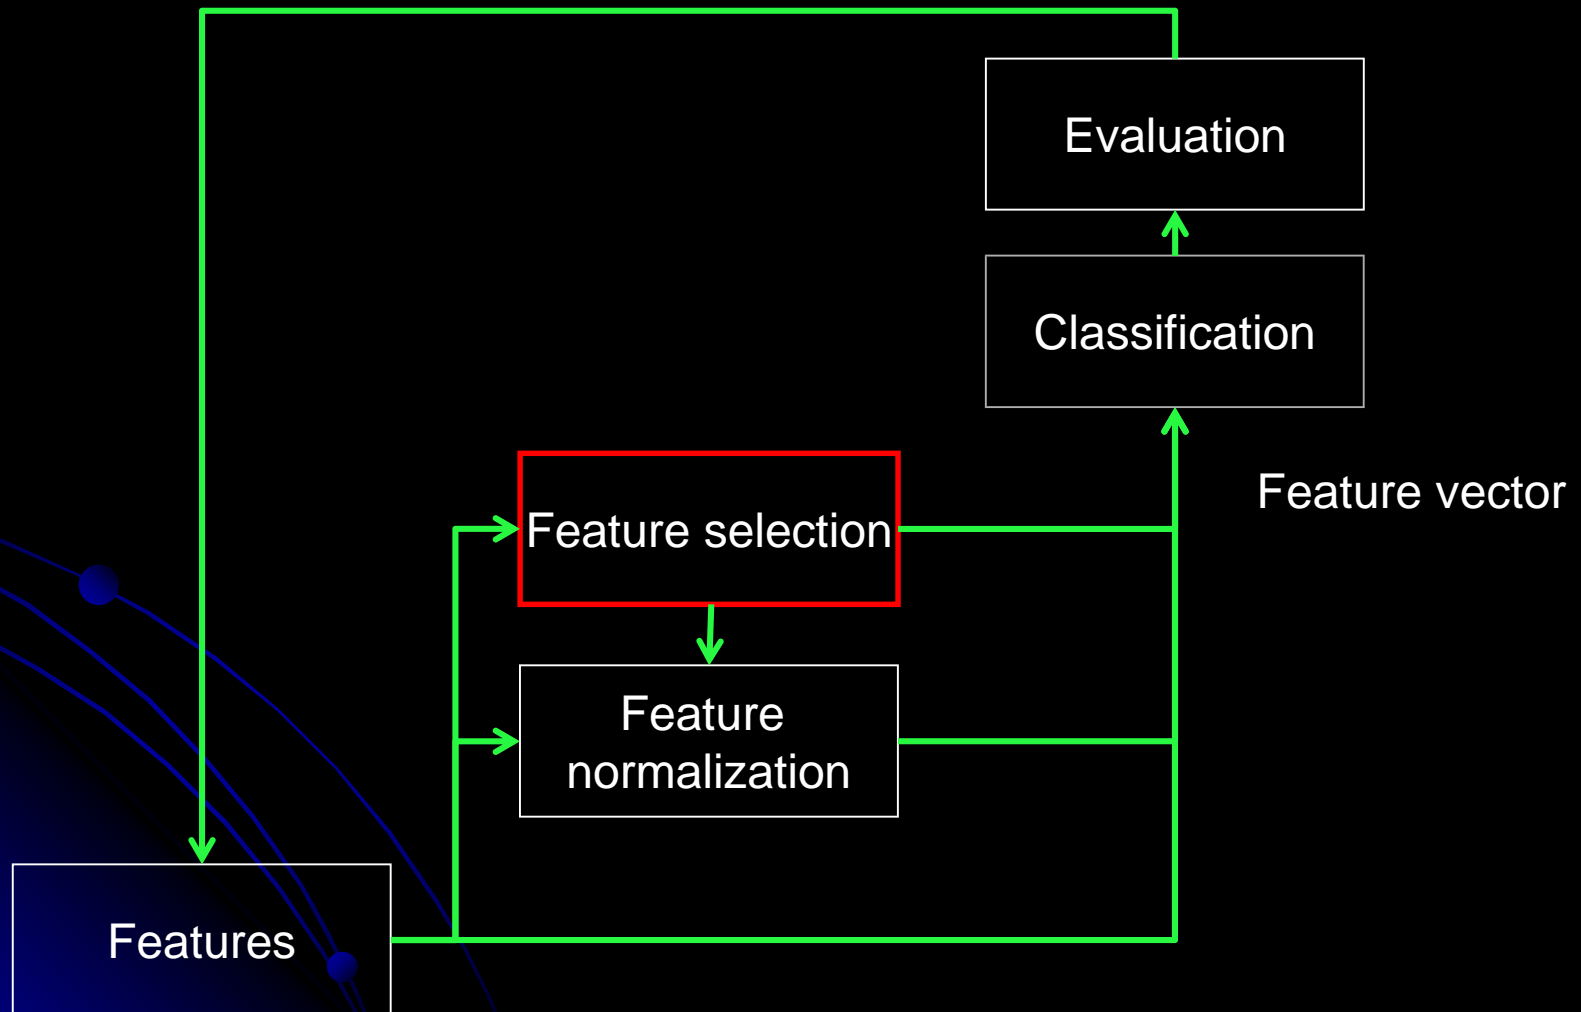 Evaluation
Classification
Feature vector
Feature selection
Feature
normalization
Features